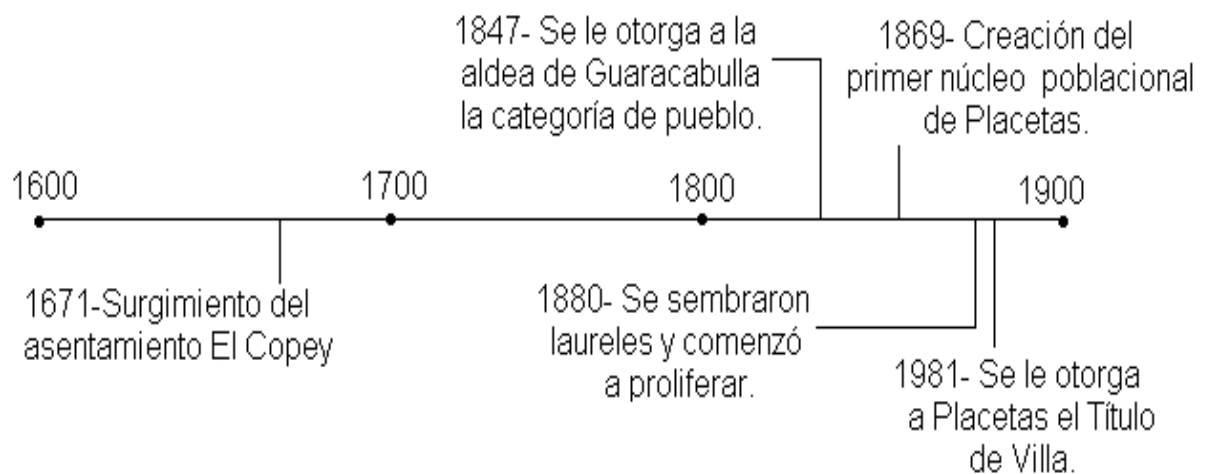 1847- Se le otorga a la
aldea de Guaracabulla
la categoría de pueblo.
1869- Creación del
primer núcleo poblacional
de Placetas.
1600
1700
1800
1900
1671-Surgimiento del
asentamiento El Copey
1880- Se sembraron
laureles y comenzó
a proliferar.
1981- Se le otorga
a Placetas el Título
de Villa.